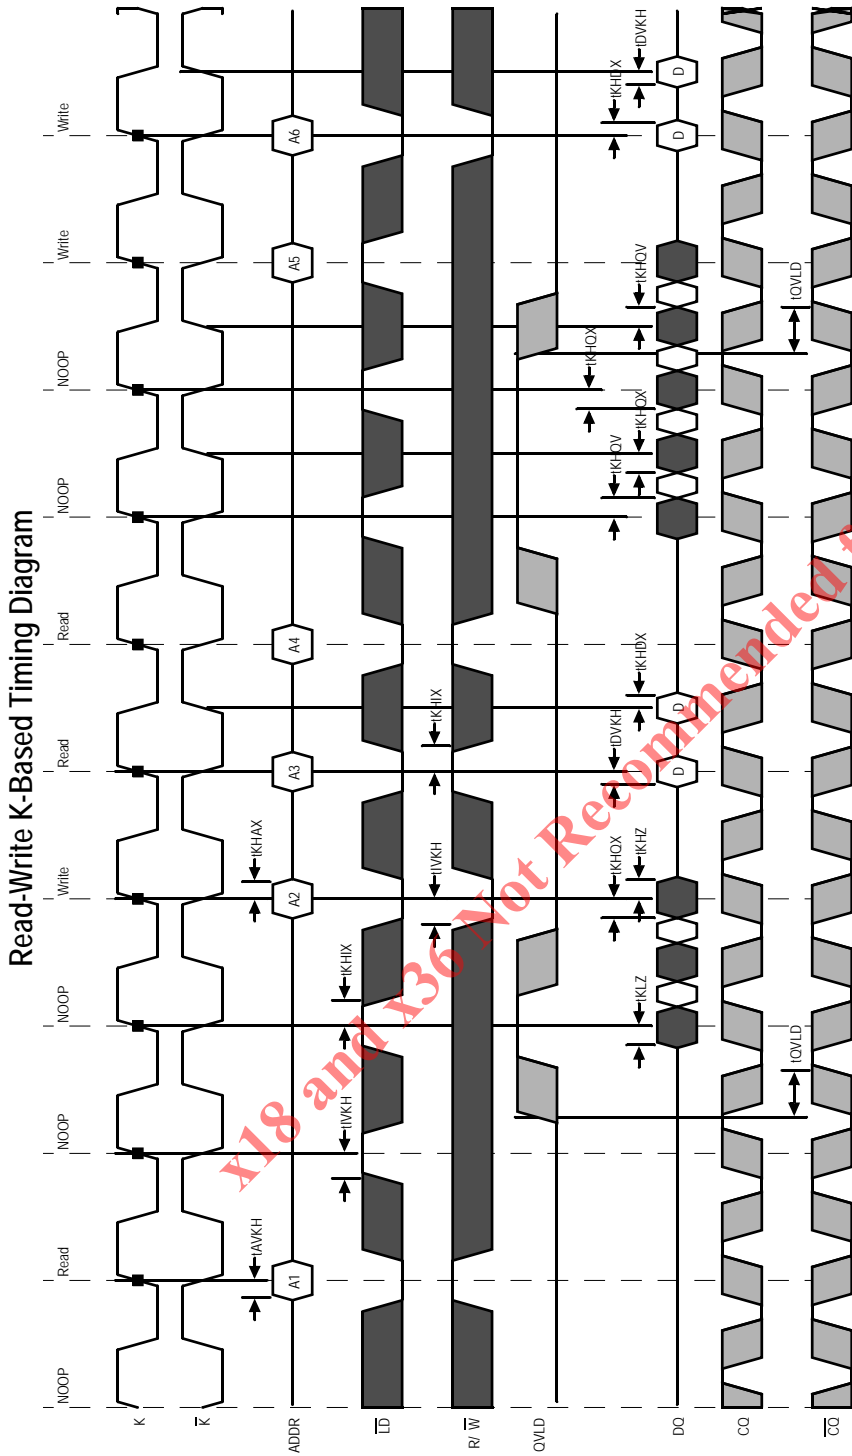 Read-Write K-Based Timing Diagram
NOOP
Read
NOOP
NOOP
Write
Read
Read
NOOP
NOOP
Write
Write
K
K
ADDR
A1
A2
A3
A4
A5
A6
tAVKH
tKHAX
LD
tIVKH
tKHIX
R/ W
tIVKH
tKHIX
QVLD
DQ
tKLZ
tKHQX
tKHZ
tDVKH
tKHDX
tKHQV
tKHQX
tKHQX
tKHQV
tKHDX
tDVKH
D
D
D
D
CQ
tQVLD
tQVLD
CQ
x18 and x36 Not Recommended f